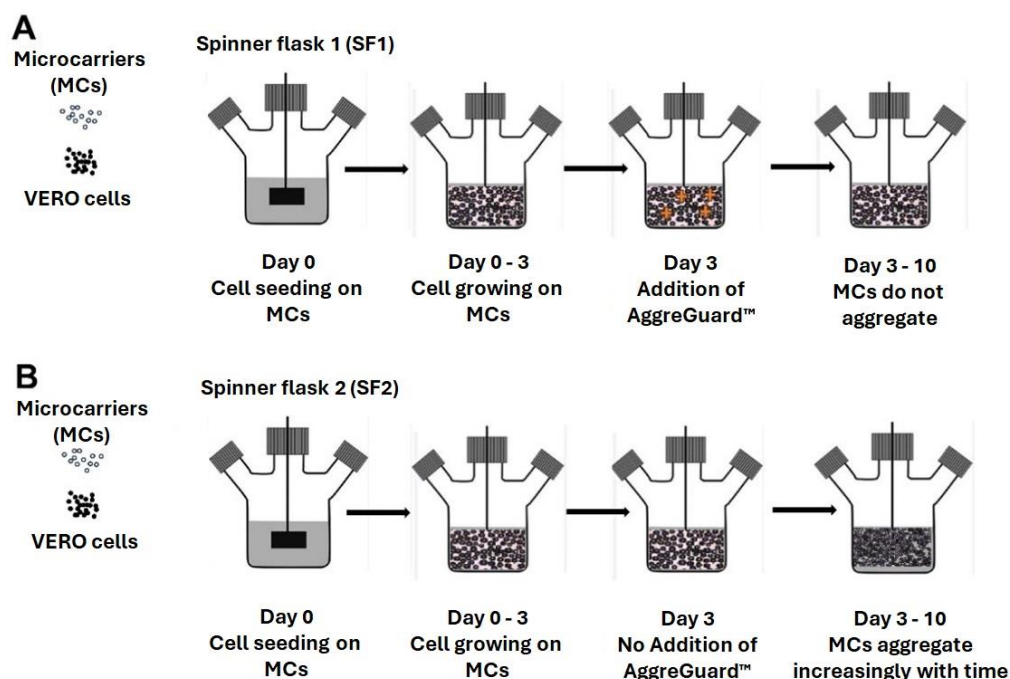 A
Microcarriers
(MCs)
VERO cells
Spinner flask 1 (SF1)
Day 0
Cell seeding on
MCs
Day 0 - 3
Cell growing on
MCs
Day 3
Addition of
AggreGuard™
Day 3 - 10
MCs do not
aggregate
B
Microcarriers
(MCs)
VERO cells
Spinner flask 2 (SF2)
Day 0
Cell seeding on
MCs
Day 0 - 3
Cell growing on
MCs
Day 3
No Addition of
AggreGuard™
Day 3 - 10
MCs aggregate
increasingly with time